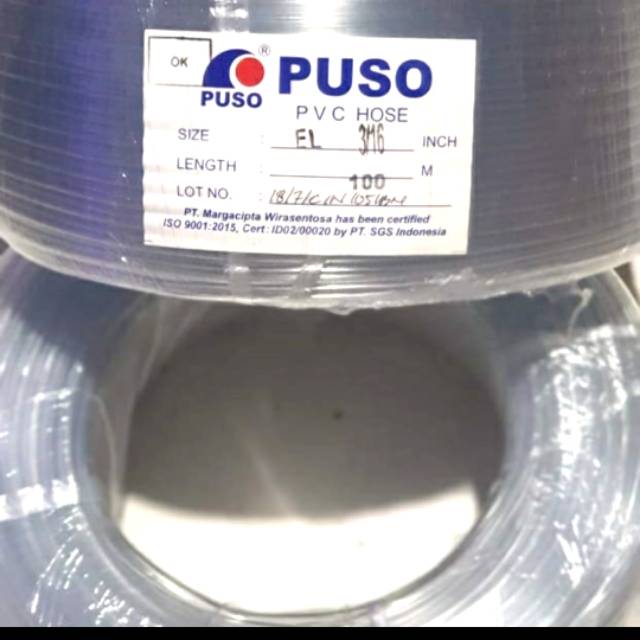 OK
®
PUSO
PUSO
PVC HOSE
SIZE : EL 3/16 INCH
LENGTH : 100 M
LOT NO. :
PT. Margacipta Wirasentosa has been certified
ISO 9001:2015, Cert: ID02/00020 by PT. SGS Indonesia